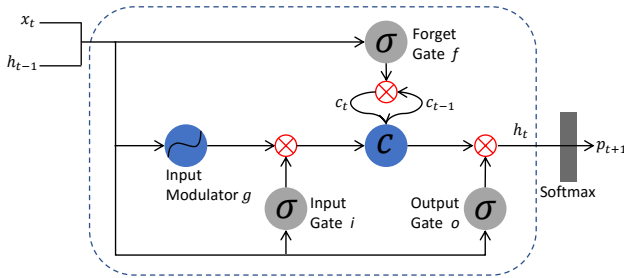 x_t
h_{t-1}
σ
Forget
Gate f
c_t
c_{t-1}
Input
Modulator g
c
h_t
p_{t+1}
Softmax
σ
Input
Gate i
Output
Gate o
σ